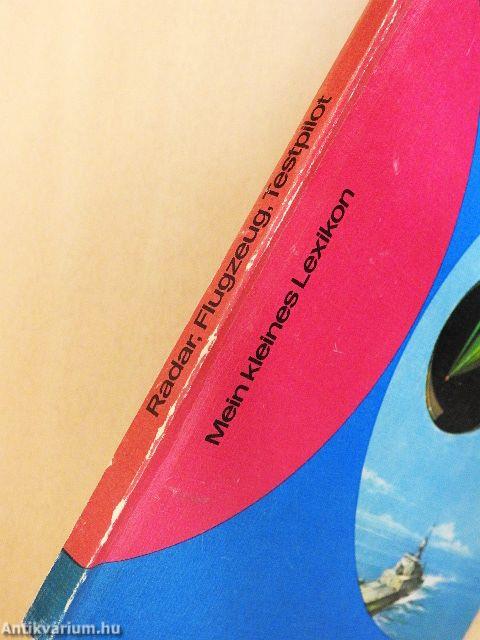 Radar, Flugzeug, Testpilot
Mein kleines Lexikon
Antikvárium.hu